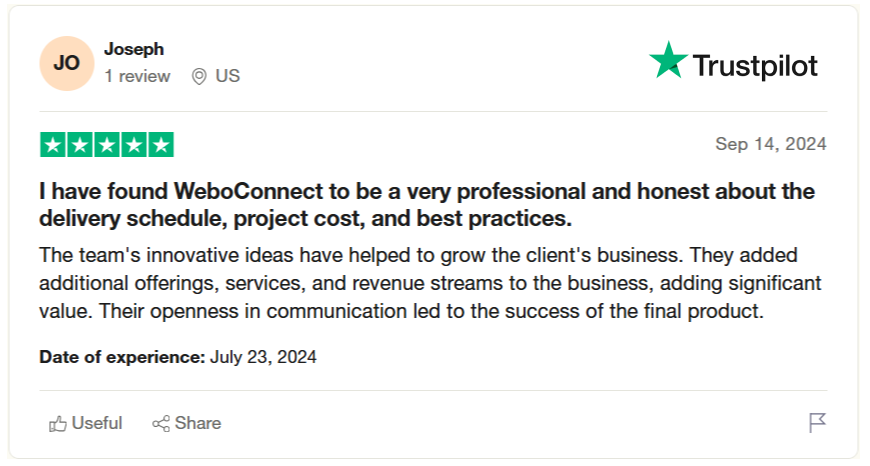 JO
Joseph
1 review US
Trustpilot
Sep 14, 2024
I have found WeboConnect to be a very professional and honest about the
delivery schedule, project cost, and best practices.
The team's innovative ideas have helped to grow the client's business. They added
additional offerings, services, and revenue streams to the business, adding significant
value. Their openness in communication led to the success of the final product.
Date of experience: July 23, 2024
Useful Share